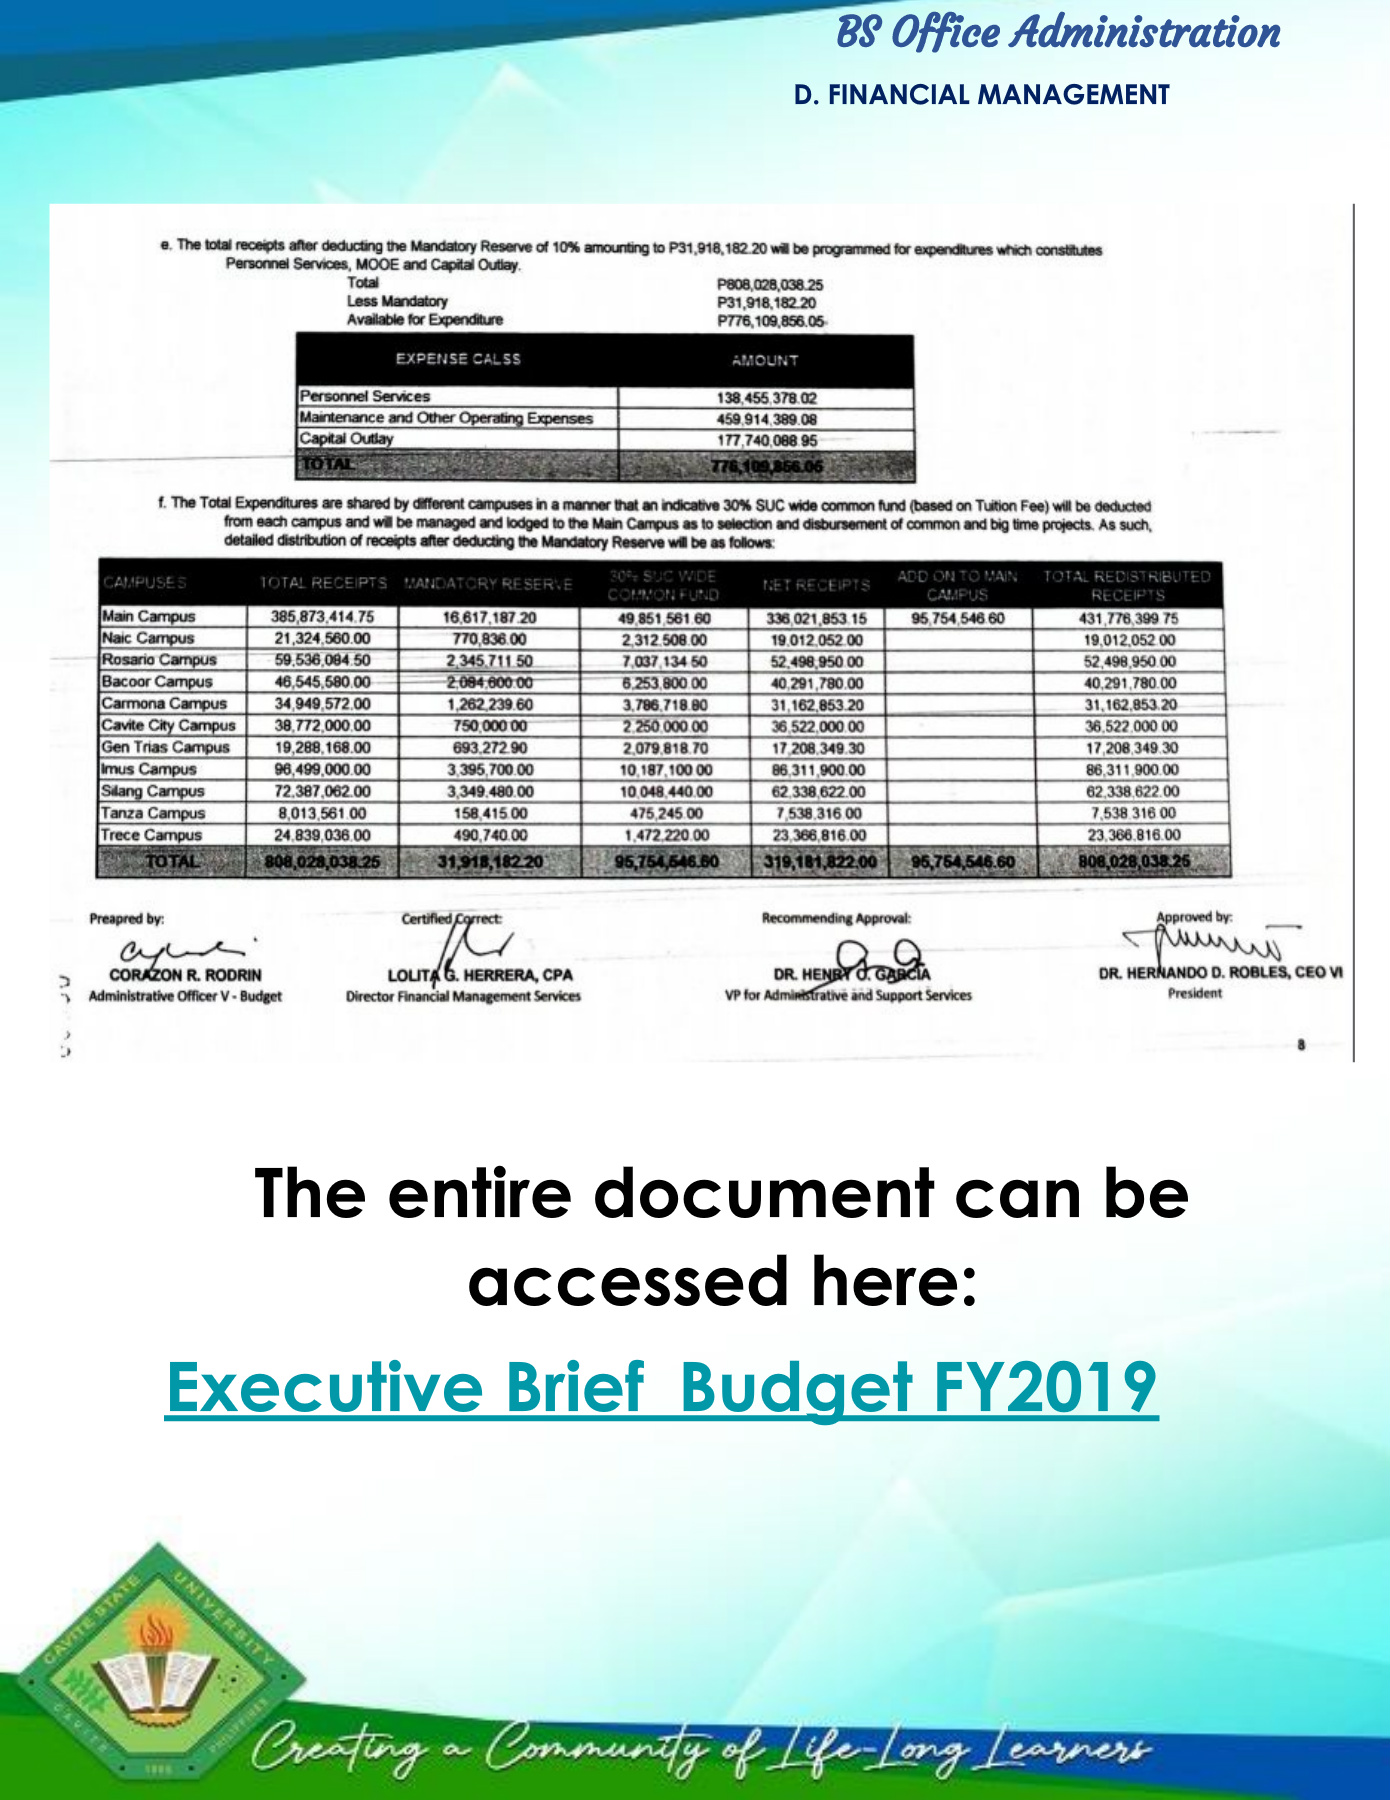 BS Office Administration
D. FINANCIAL MANAGEMENT
e. The total receipts after deducting the Mandatory Reserve of 10% amounting to P31,918,182.20 will be programmed for expenditures which constitutes
Personnel Services, MOOE and Capital Outlay.
Total P808,028,038.25
Less Mandatory P31,918,182.20
Available for Expenditure P776,109,856.05
EXPENSE CALSS AMOUNT
Personnel Services 138,455,378.02
Maintenance and Other Operating Expenses 459,914,389.08
Capital Outlay 177,740,088.95
TOTAL 776,109,856.05
f. The Total Expenditures are shared by different campuses in a manner that an indicative 30% SUC wide common fund (based on Tuition Fee) will be deducted
from each campus and will be managed and lodged to the Main Campus as to selection and disbursement of common and big time projects. As such,
detailed distribution of receipts after deducting the Mandatory Reserve will be as follows:
CAMPUSES TOTAL RECEIPTS MANDATORY RESERVE 30% SUC WIDE COMMON FUND NET RECEIPTS ADD ON TO MAIN CAMPUS TOTAL REDISTRIBUTED RECEIPTS
Main Campus 385,873,414.75 16,617,187.20 49,851,561.60 336,021,853.15 95,754,546.60 431,776,399.75
Naic Campus 21,324,560.00 770,836.00 2,312,508.00 19,012,052.00 19,012,052.00
Rosario Campus 59,536,084.50 2,345,711.50 7,037,134.50 52,498,950.00 52,498,950.00
Bacoor Campus 46,545,580.00 2,084,600.00 6,253,800.00 40,291,780.00 40,291,780.00
Carmona Campus 34,949,572.00 1,262,239.60 3,786,718.80 31,162,853.20 31,162,853.20
Cavite City Campus 38,772,000.00 750,000.00 2,250,000.00 36,522,000.00 36,522,000.00
Gen Trias Campus 19,288,168.00 693,272.90 2,079,818.70 17,208,349.30 17,208,349.30
Imus Campus 96,499,000.00 3,395,700.00 10,187,100.00 86,311,900.00 86,311,900.00
Silang Campus 72,387,062.00 3,349,480.00 10,048,440.00 62,338,622.00 62,338,622.00
Tanza Campus 8,013,561.00 158,415.00 475,245.00 7,538,316.00 7,538,316.00
Trece Campus 24,839,036.00 490,740.00 1,472,220.00 23,366,816.00 23,366,816.00
TOTAL 808,028,038.25 31,918,182.20 95,754,546.60 319,181,822.00 95,754,546.60 808,028,038.25
Preapred by: Certified Correct: Recommending Approval: Approved by:
CORAZON R. RODRIN LOLITA G. HERRERA, CPA DR. HENRY O. GARCIA DR. HERNANDO D. ROBLES, CEO VI
Administrative Officer V - Budget Director Financial Management Services VP for Administrative and Support Services President
8
The entire document can be
accessed here:
Executive Brief Budget FY2019
CAVITE STATE UNIVERSITY
CAVITE PHILIPPINES
1906
Creating a Community of Life-Long Learners